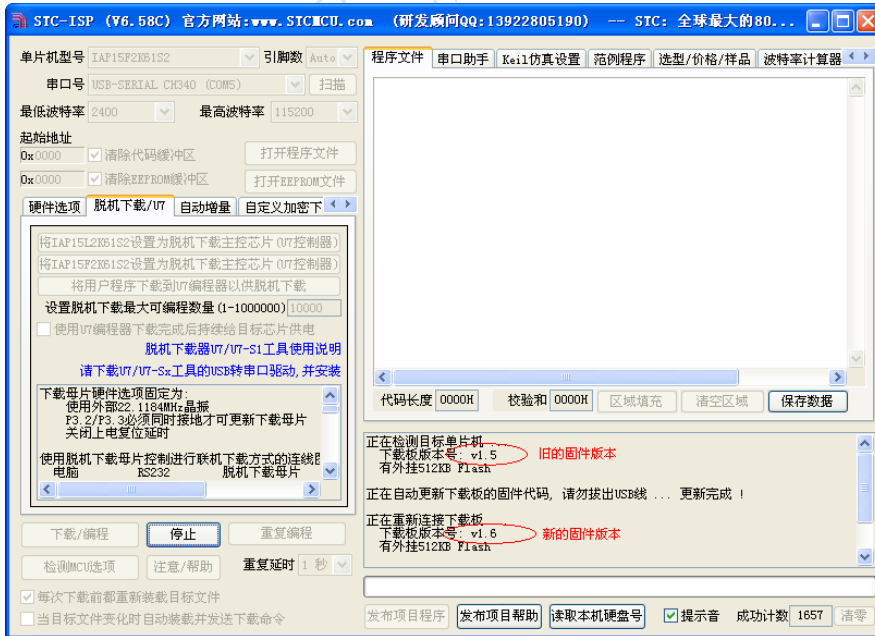 STC-ISP (V6.58C) 官方网站:www.STCMCU.com (研发顾问QQ:13922805190) -- STC: 全球最大的80...
单片机型号 IAP15F2K61S2 引脚数 Auto
串口号 USB-SERIAL CH340 (COM5) 扫描
最低波特率 2400 最高波特率 115200
起始地址
0x0000 清除代码缓冲区 打开程序文件
0x0000 清除EEPROM缓冲区 打开EEPROM文件
硬件选项 脱机下载/U7 自动增量 自定义加密下
将IAP15L2K61S2设置为脱机下载主控芯片(U7控制器)
将IAP15F2K61S2设置为脱机下载主控芯片(U7控制器)
将用户程序下载到U7编程器以供脱机下载
设置脱机下载最大可编程数量(1-1000000) 10000
使用U7编程器下载完成后持续给目标芯片供电
脱机下载器U7/U7-S1工具使用说明
请下载U7/U7-Sx工具的USB转串口驱动,并安装
下载母片硬件选项固定为:
使用外部22.1184MHz晶振
P3.2/P3.3必须同时接地才可更新下载母片
关闭上电复位延时
使用脱机下载母片控制进行联机下载方式的连线
电脑 RS232 脱机下载母片
下载/编程 停止 重复编程
检测MCU选项 注意/帮助 重复延时 1 秒
每次下载前都重新装载目标文件
当目标文件变化时自动装载并发送下载命令
程序文件 串口助手 Keil仿真设置 范例程序 选型/价格/样品 波特率计算器
代码长度 0000H 校验和 0000H 区域填充 清空区域 保存数据
正在检测目标单片机 ...
下载板版本号: v1.5 旧的固件版本
有外挂512KB Flash
正在自动更新下载板的固件代码, 请勿拔出USB线 ... 更新完成 !
正在重新连接下载板
下载板版本号: v1.6 新的固件版本
有外挂512KB Flash
发布项目程序 发布项目帮助 读取本机硬盘号 提示音 成功计数 1657 清零